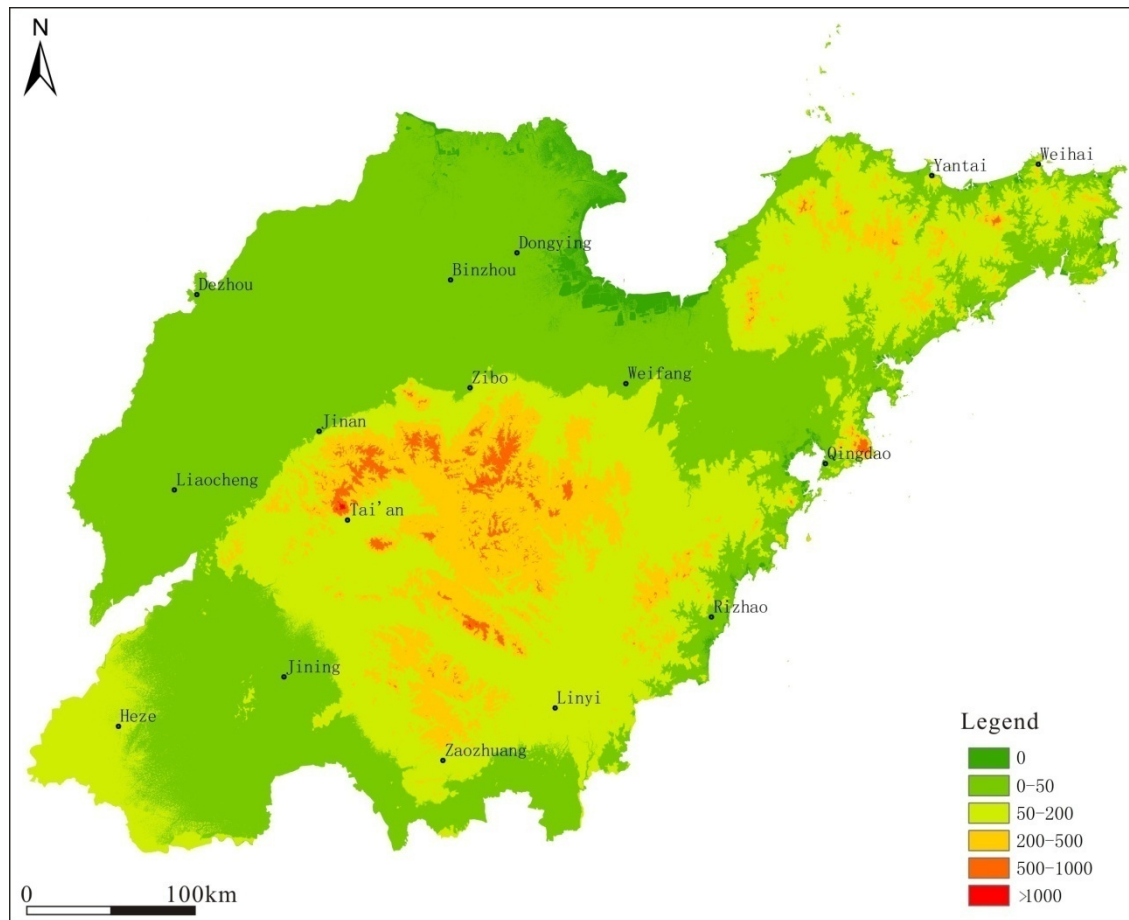 N
Weihai
Yantai
Dongying
Binzhou
Dezhou
Weifang
Zibo
Jinan
Qingdao
Liaocheng
Tai'an
Rizhao
Jining
Linyi
Heze
Zaozhuang
Legend
0
0-50
50-200
200-500
500-1000
>1000
0 100km